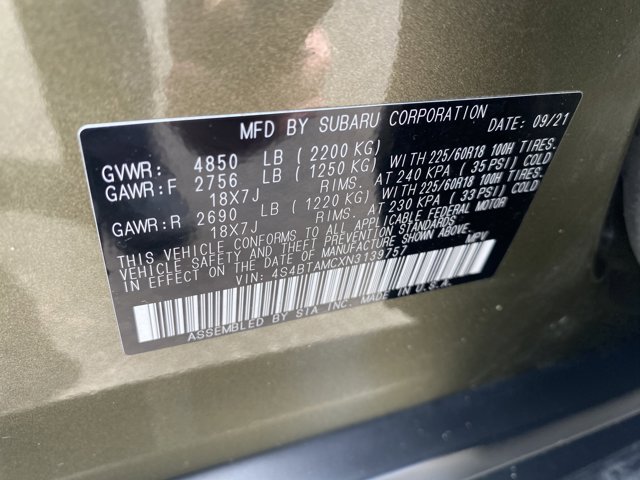 MFD BY SUBARU CORPORATION DATE: 09/21
GVWR: 4850 LB (2200 KG)
GAWR:F 2756 LB (1250 KG) WITH 225/60R18 100H TIRES.
18X7J RIMS. AT 240 KPA (35 PSI) COLD
GAWR:R 2690 LB (1220 KG) WITH 225/60R18 100H TIRES.
18X7J RIMS. AT 230 KPA (33 PSI) COLD
THIS VEHICLE CONFORMS TO ALL APPLICABLE FEDERAL MOTOR
VEHICLE SAFETY AND THEFT PREVENTION STANDARDS
IN EFFECT ON THE DATE OF MANUFACTURE SHOWN ABOVE.
VIN: 4S4BTAMCXN3139757 MPV
ASSEMBLED BY SIA INC. MADE IN U.S.A.